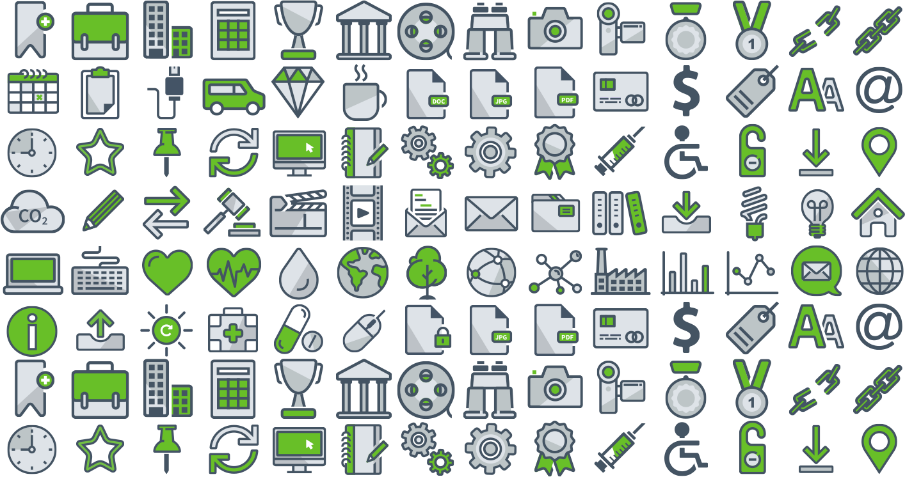 1
DOC JPG PDF $ AA @
CO2
i JPG PDF $ AA @
1